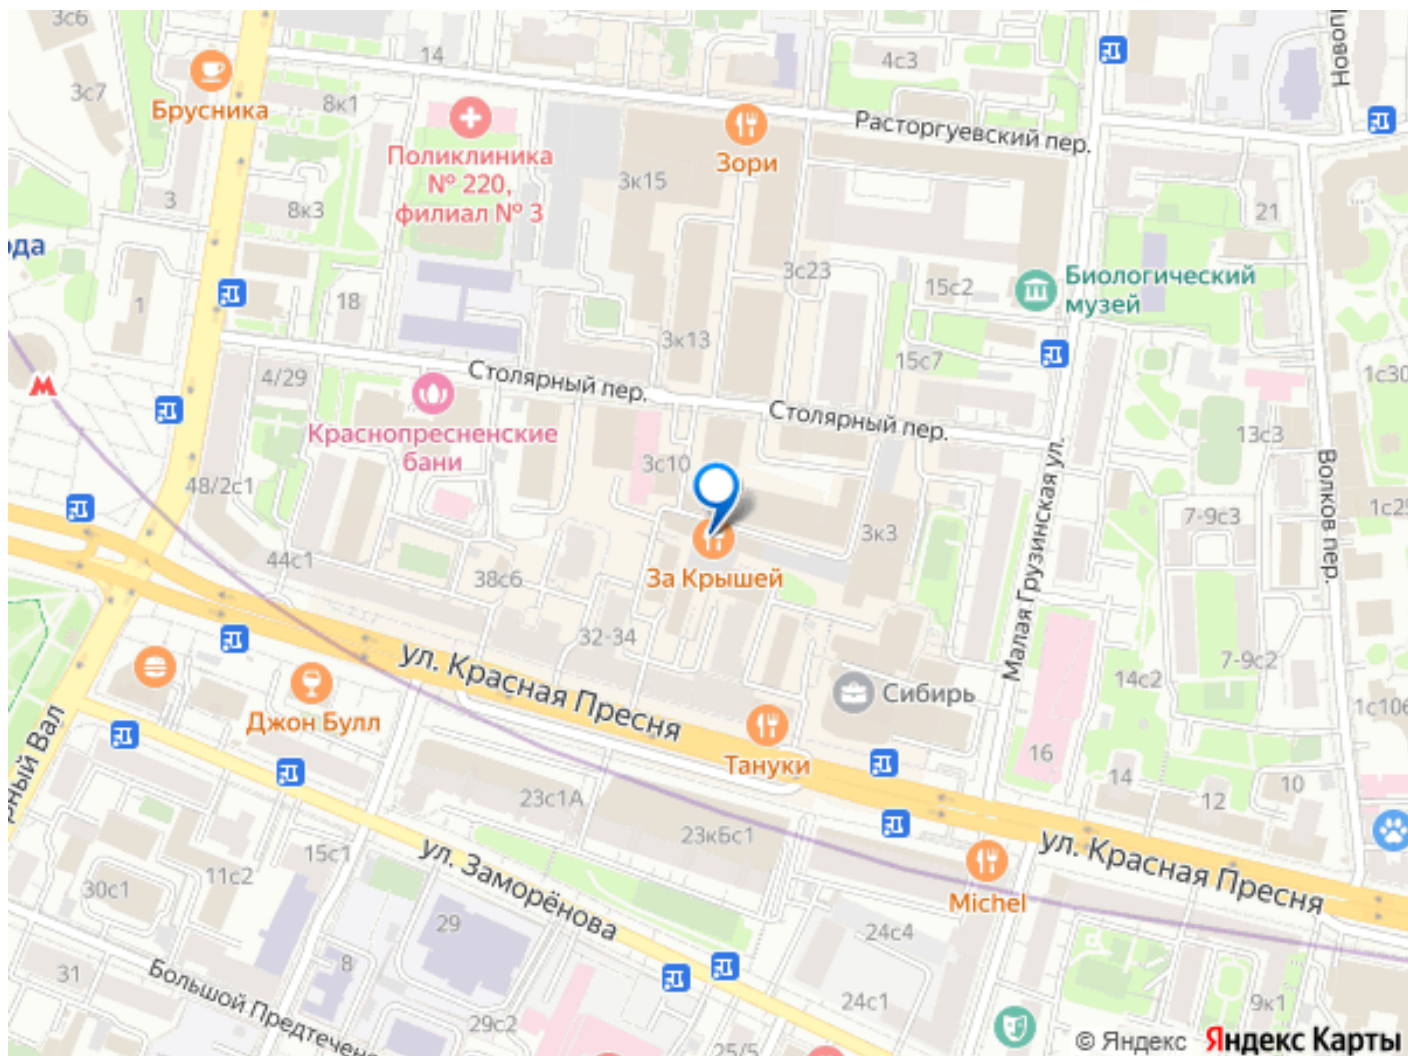 3с6
14
4с3
Новопр
3с7
Брусника
8к1
Зори
Расторгуевский пер.
Поликлиника
№ 220,
филиал № 3
3к15
3
8к3
21
ода
1
18
3с23
15с2
Биологический
музей
3к13
15с7
4/29
Столярный пер.
1с30
Столярный пер.
Краснопресненские
бани
13с3
48/2с1
3с10
Волков пер.
1с25
7-9с3
3к3
44с1
38с6
За Крышей
Малая Грузинская ул.
32-34
ул. Красная Пресня
7-9с2
14с2
Сибирь
1с106
Джон Булл
рный Вал
Тануки
16
14
12
10
23с1А
23кБс1
ул. Заморёнова
15с1
ул. Красная Пресня
11с2
30с1
Michel
29
24с4
8
31
Большой Предтечен
24с1
9к1
29с2
25/5
© Яндекс
Яндекс Карты